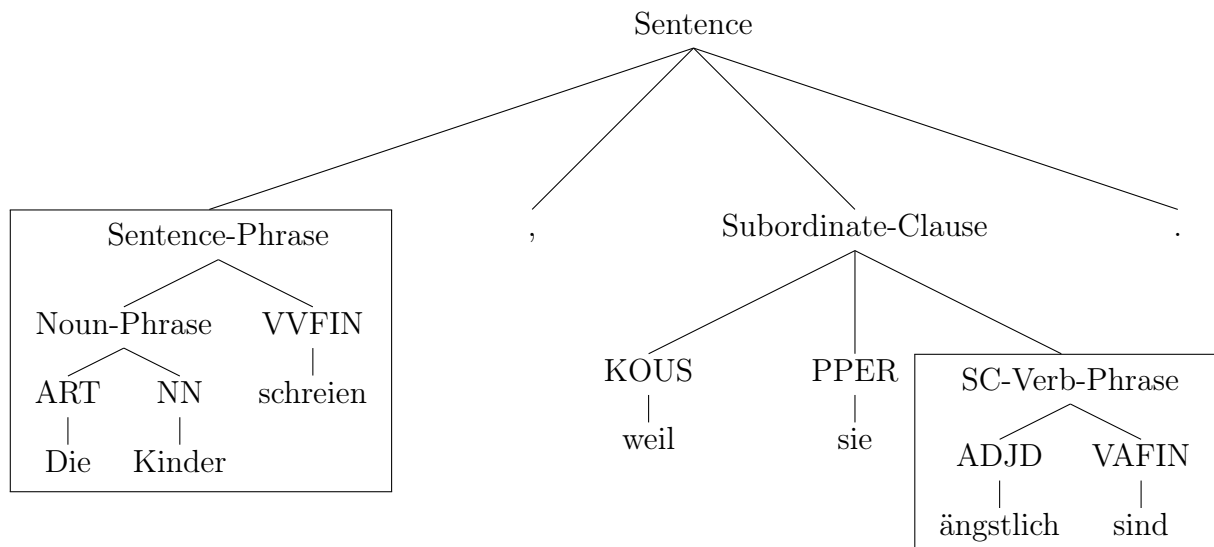 Sentence
Sentence-Phrase
, Subordinate-Clause .
Noun-Phrase VVFIN
KOUS PPER SC-Verb-Phrase
ART NN schreien
weil sie
Die Kinder
ADJD VAFIN
ängstlich sind